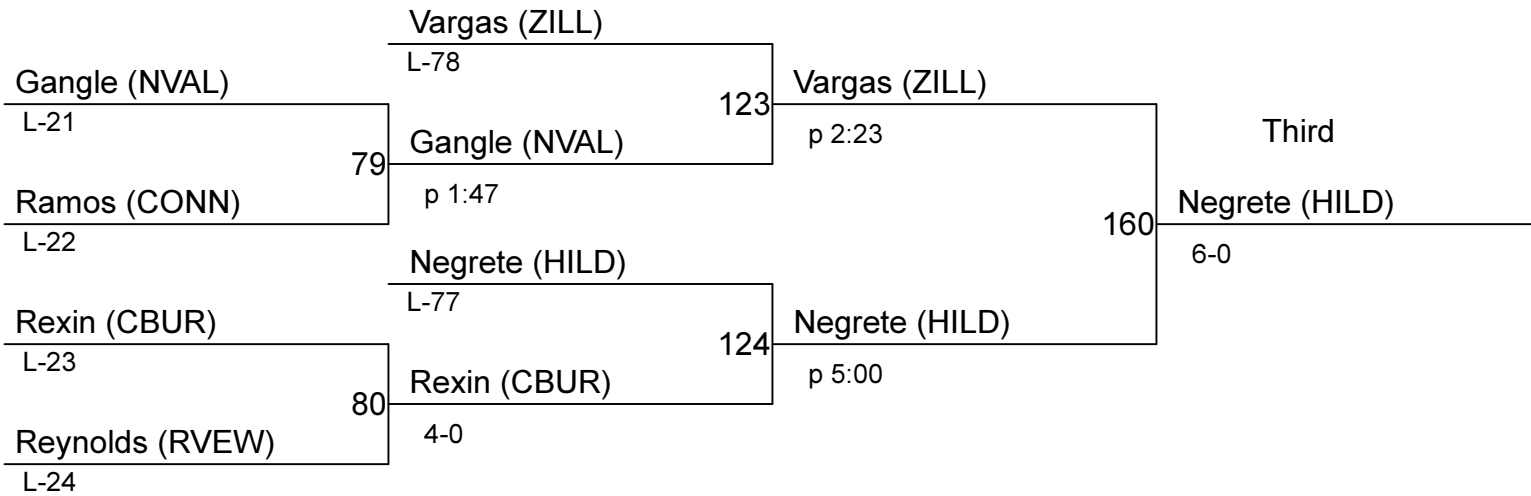 Vargas (ZILL)
L-78
Gangle (NVAL)
L-21
123
Vargas (ZILL)
p 2:23
Third
79
Gangle (NVAL)
p 1:47
Ramos (CONN)
L-22
160
Negrete (HILD)
6-0
Negrete (HILD)
L-77
Rexin (CBUR)
L-23
124
Negrete (HILD)
p 5:00
80
Rexin (CBUR)
4-0
Reynolds (RVEW)
L-24